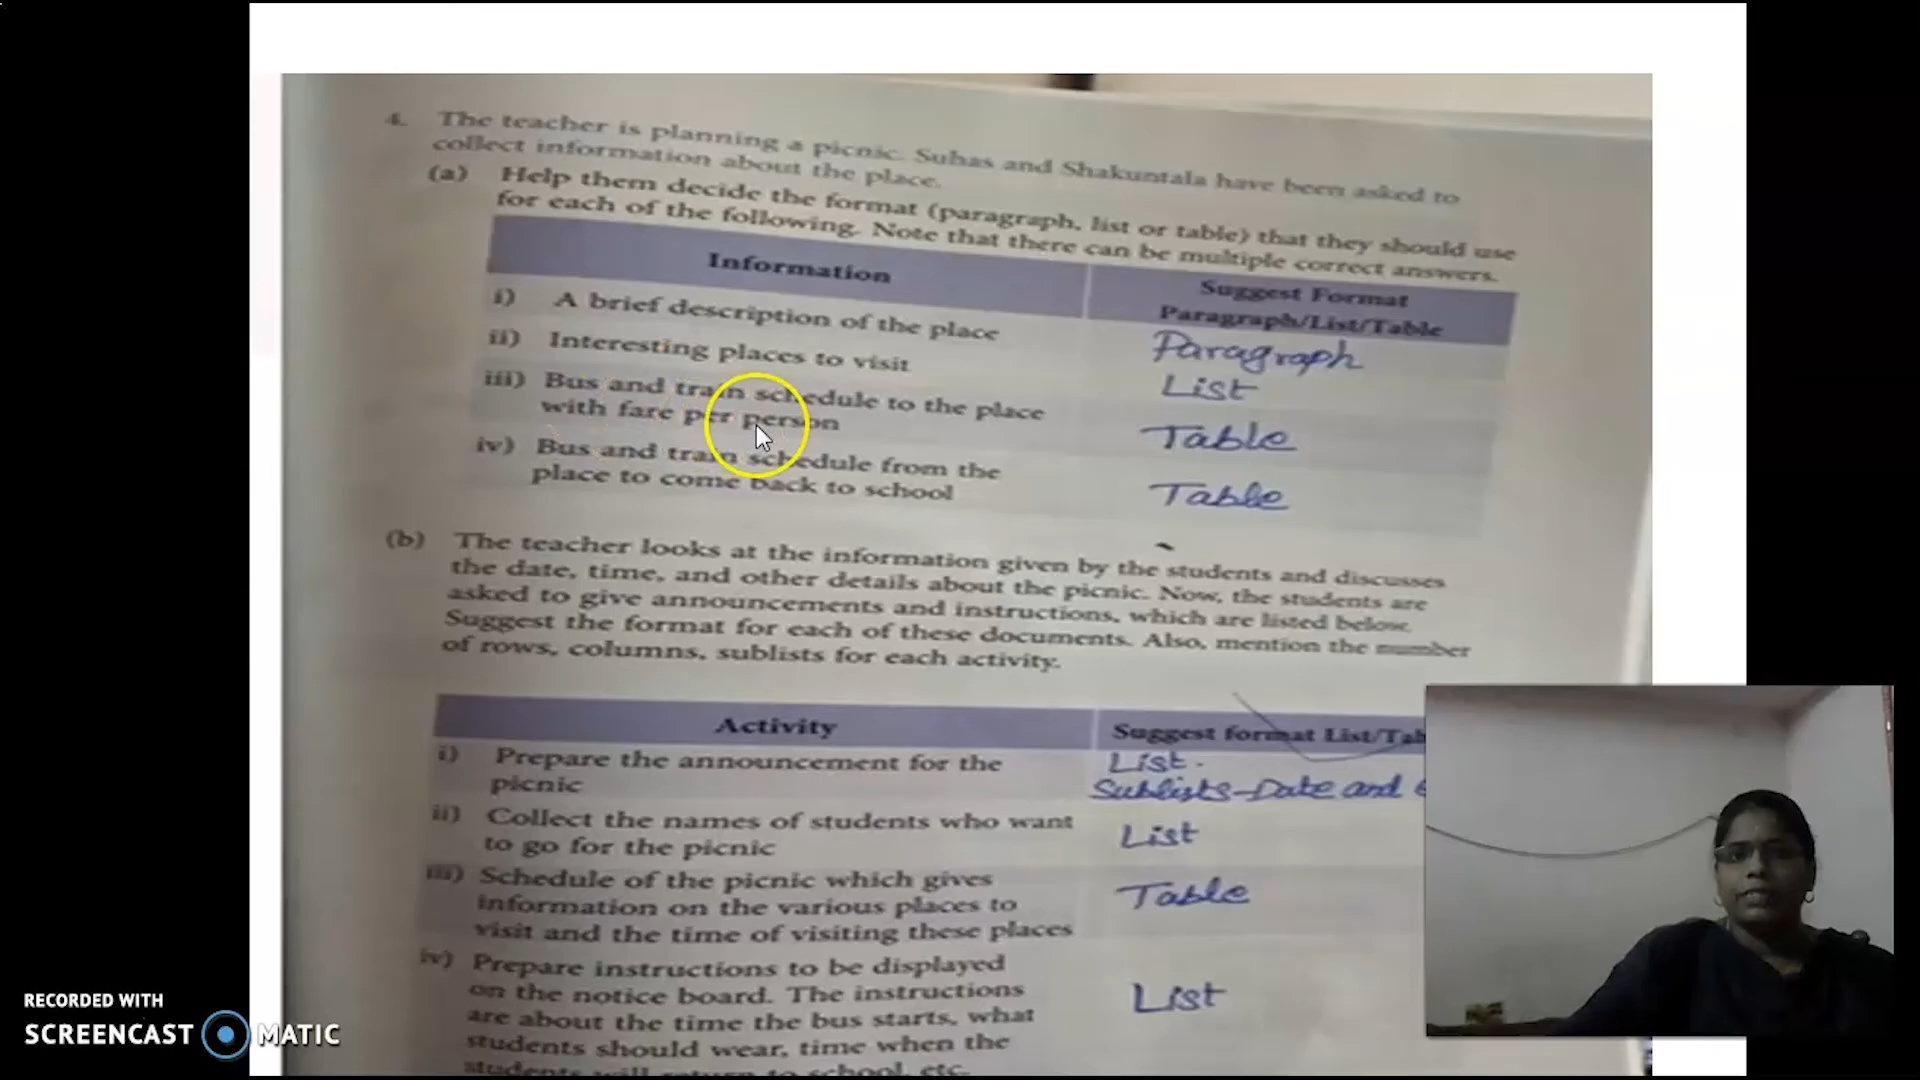 4. The teacher is planning a picnic. Suhas and Shakuntala have been asked to
collect information about the place.
(a) Help them decide the format (paragraph, list or table) that they should use
for each of the following. Note that there can be multiple correct answers.
Information
Suggest Format
Paragraph/List/Table
i) A brief description of the place
Paragraph
ii) Interesting places to visit
List
iii) Bus and train schedule to the place
with fare per person
Table
iv) Bus and train schedule from the
place to come back to school
Table
(b) The teacher looks at the information given by the students and discusses
the date, time, and other details about the picnic. Now, the students are
asked to give announcements and instructions, which are listed below.
Suggest the format for each of these documents. Also, mention the number
of rows, columns, sublists for each activity.
Activity
Suggest format List/Tab
i) Prepare the announcement for the
picnic
List.
Sublists-Date and
ii) Collect the names of students who want
to go for the picnic
List
iii) Schedule of the picnic which gives
information on the various places to
visit and the time of visiting these places
Table
iv) Prepare instructions to be displayed
on the notice board. The instructions
are about the time the bus starts, what
students should wear, time when the
students will return to school, etc.
List
RECORDED WITH
SCREENCAST MATIC